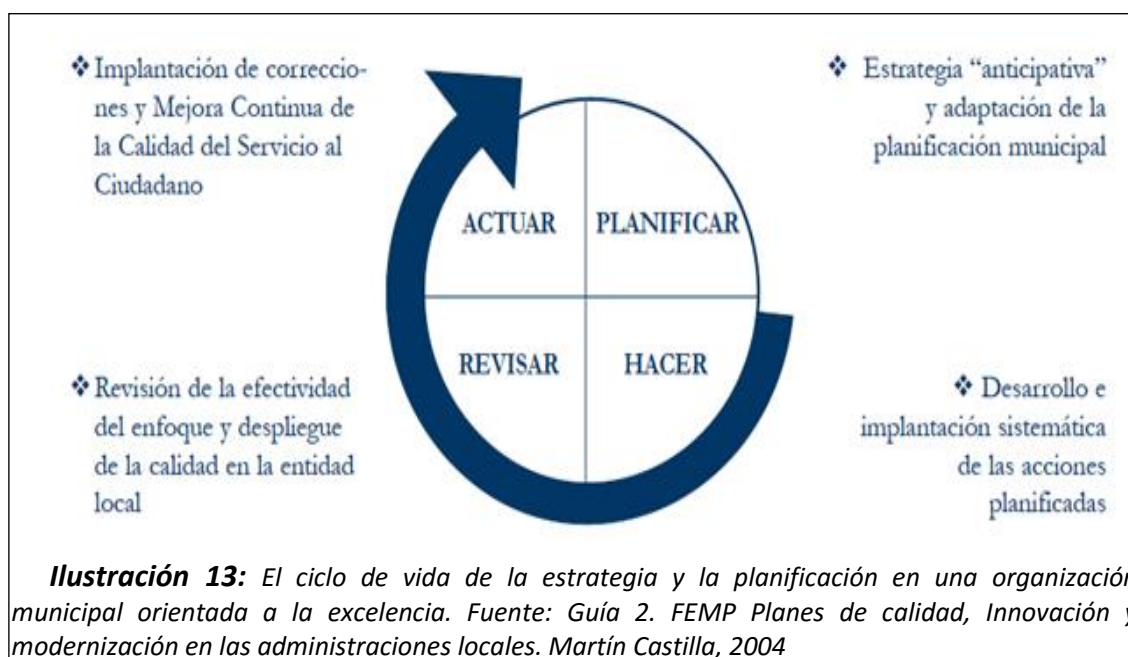 ❖ Implantación de correccio-
nes y Mejora Continua de
la Calidad del Servicio al
Ciudadano
❖ Estrategia “anticipativa”
y adaptación de la
planificación municipal
ACTUAR
PLANIFICAR
REVISAR
HACER
❖ Revisión de la efectividad
del enfoque y despliegue
de la calidad en la entidad
local
❖ Desarrollo e
implantación sistemática
de las acciones
planificadas
Ilustración 13: El ciclo de vida de la estrategia y la planificación en una organización
municipal orientada a la excelencia. Fuente: Guía 2. FEMP Planes de calidad, Innovación y
modernización en las administraciones locales. Martín Castilla, 2004